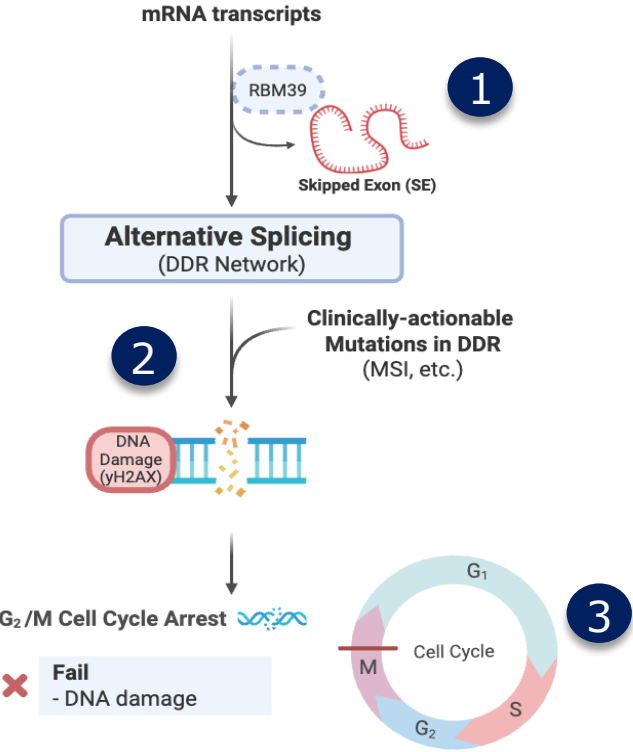 mRNA transcripts
RBM39
1
Skipped Exon (SE)
Alternative Splicing
(DDR Network)
Clinically-actionable
Mutations in DDR
(MSI, etc.)
2
DNA
Damage
(yH2AX)
G₂/M Cell Cycle Arrest
Fail
- DNA damage
G₁
3
Cell Cycle
M
S
G₂